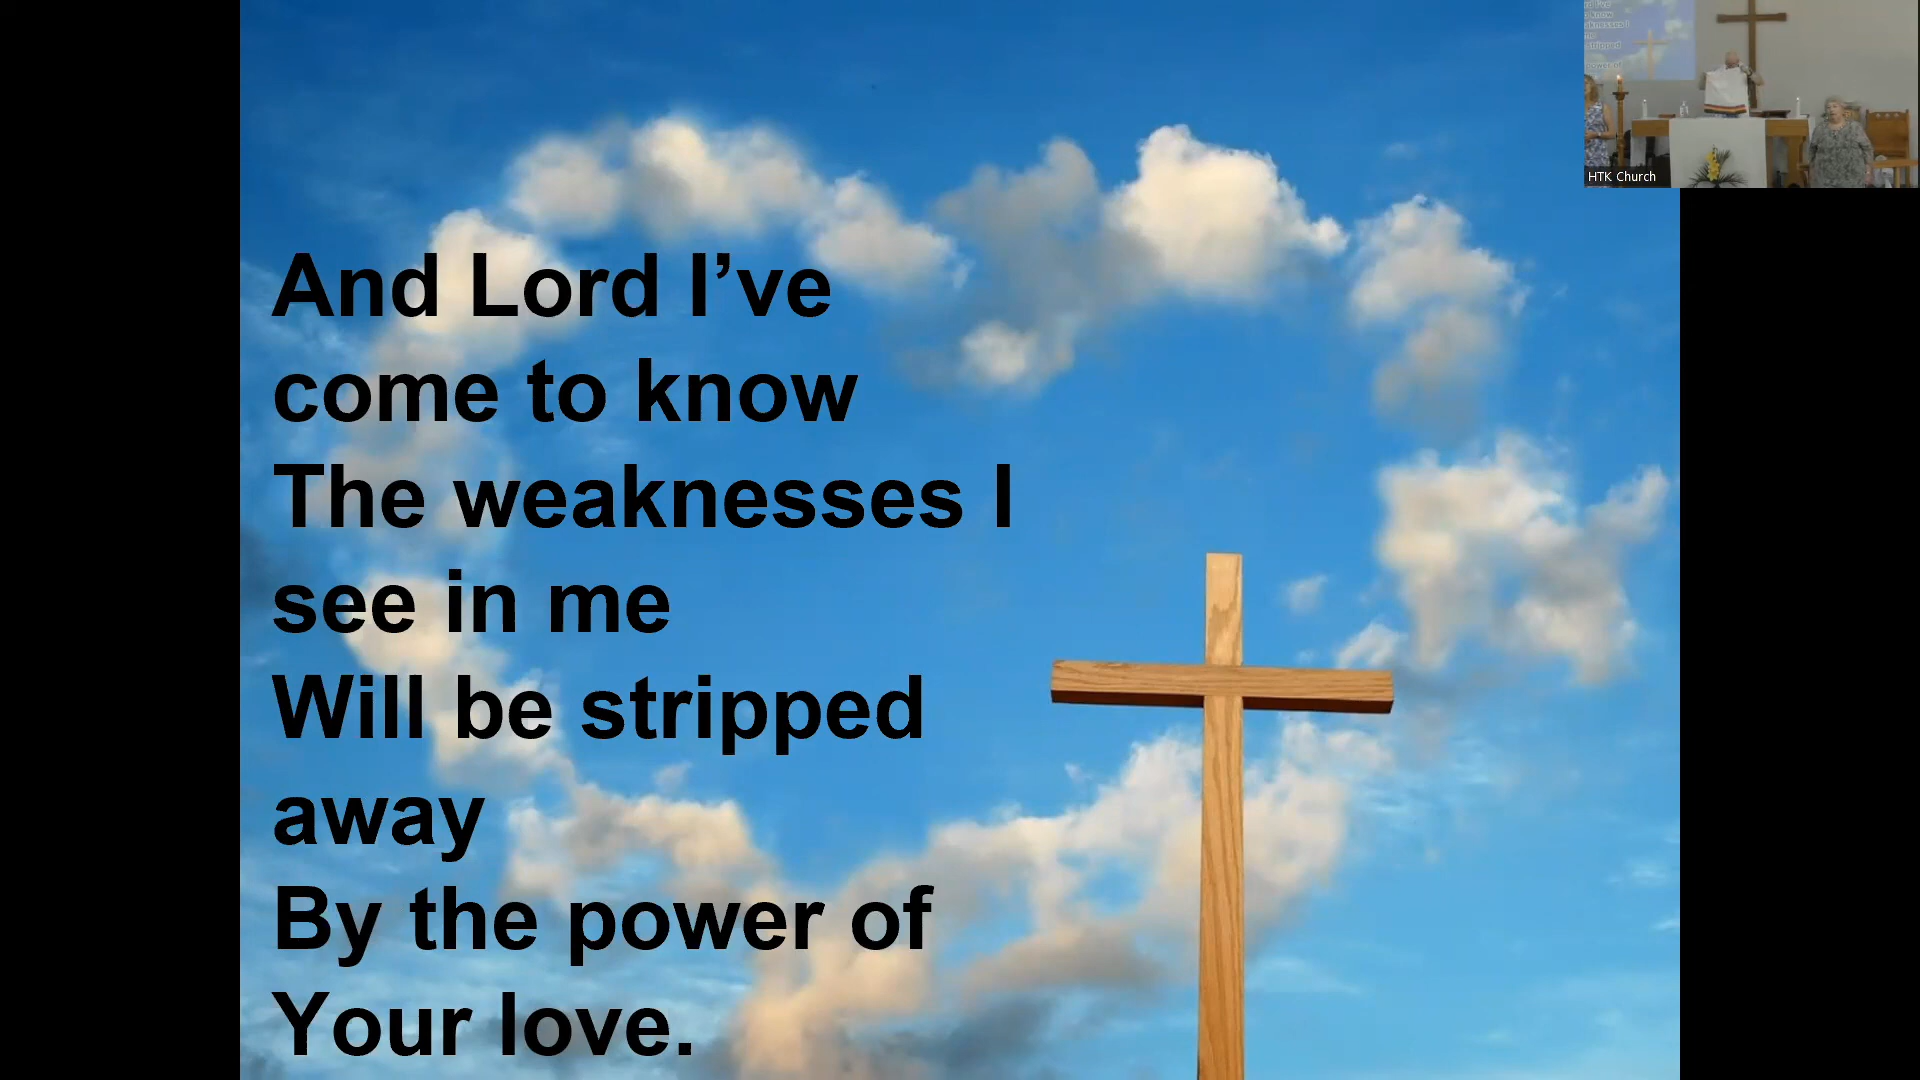 And Lord I’ve
come to know
The weaknesses I
see in me
Will be stripped
away
By the power of
Your love.
HTK Church